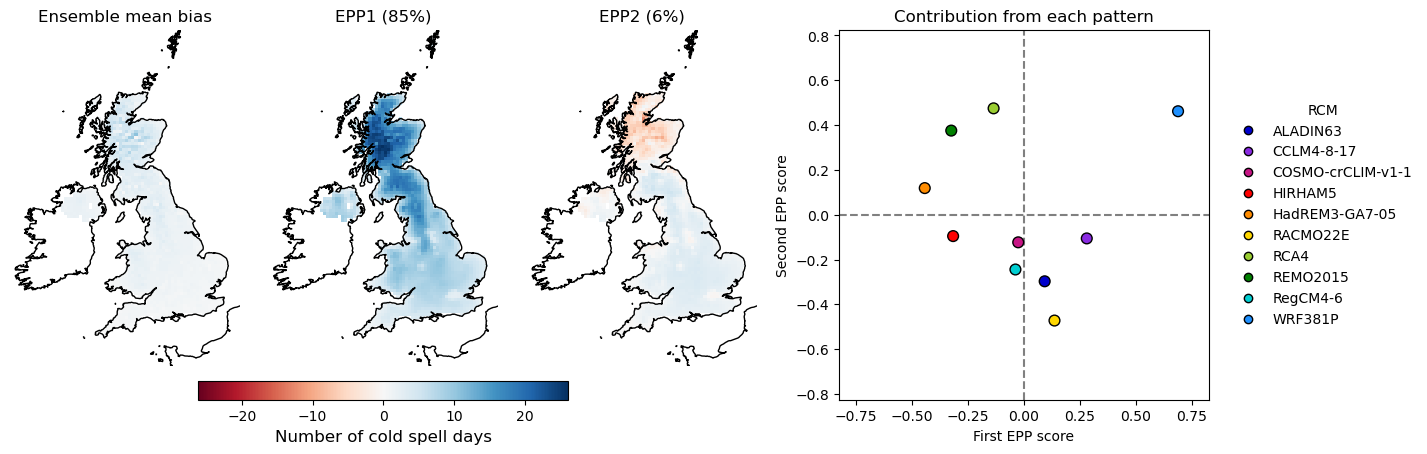 Ensemble mean bias
EPP1 (85%)
EPP2 (6%)
−20
−10
0
10
20
Number of cold spell days
Contribution from each pattern
Second EPP score
0.8
0.6
0.4
0.2
0.0
−0.2
−0.4
−0.6
−0.8
−0.75
−0.50
−0.25
0.00
0.25
0.50
0.75
First EPP score
RCM
ALADIN63
CCLM4-8-17
COSMO-crCLIM-v1-1
HIRHAM5
HadREM3-GA7-05
RACMO22E
RCA4
REMO2015
RegCM4-6
WRF381P